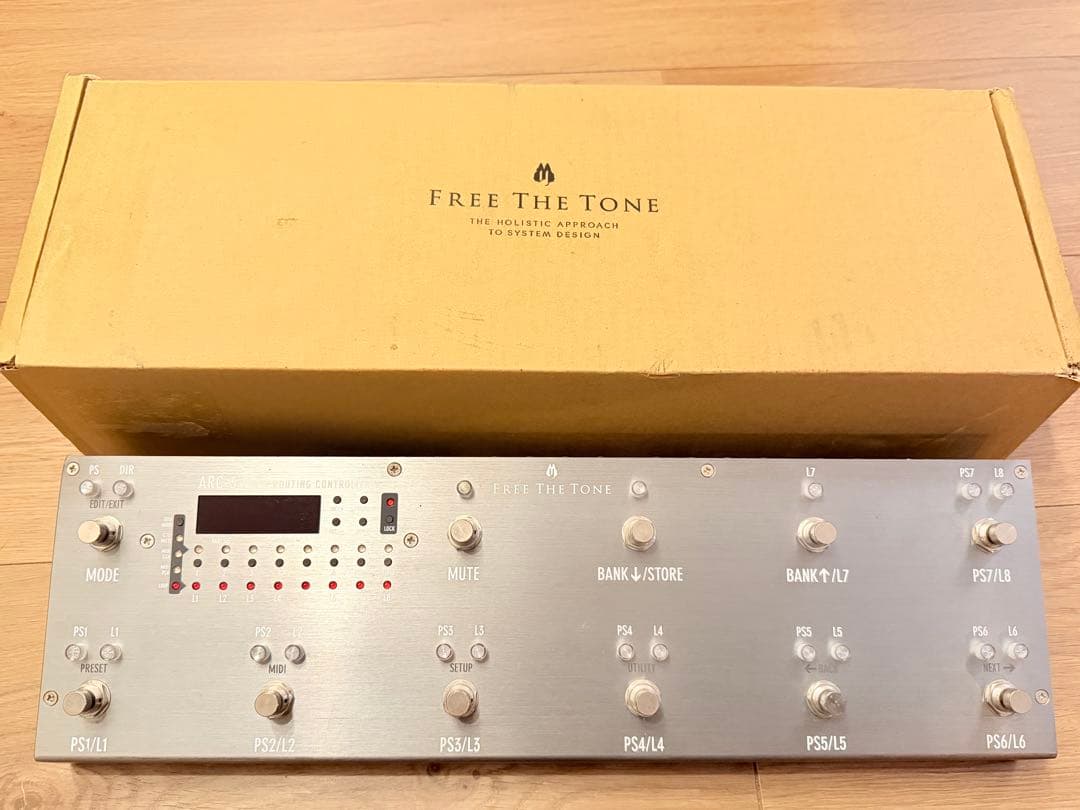 FREE THE TONE
THE HOLISTIC APPROACH
TO SYSTEM DESIGN
PS DIR
EDIT/EXIT
MODE
ROUTING CONTROLLER
LOCK
FREE THE TONE
MUTE
BANK↓/STORE
L7
BANK↑/L7
PS7 L8
PS7/L8
L1 L2 L3 L4 L8
PS1 L1
PRESET
PS1/L1
PS2 L2
MIDI
PS2/L2
PS3 L3
SETUP
PS3/L3
PS4 L4
UTILITY
PS4/L4
PS5 L5
←BACK
PS5/L5
PS6 L6
NEXT→
PS6/L6